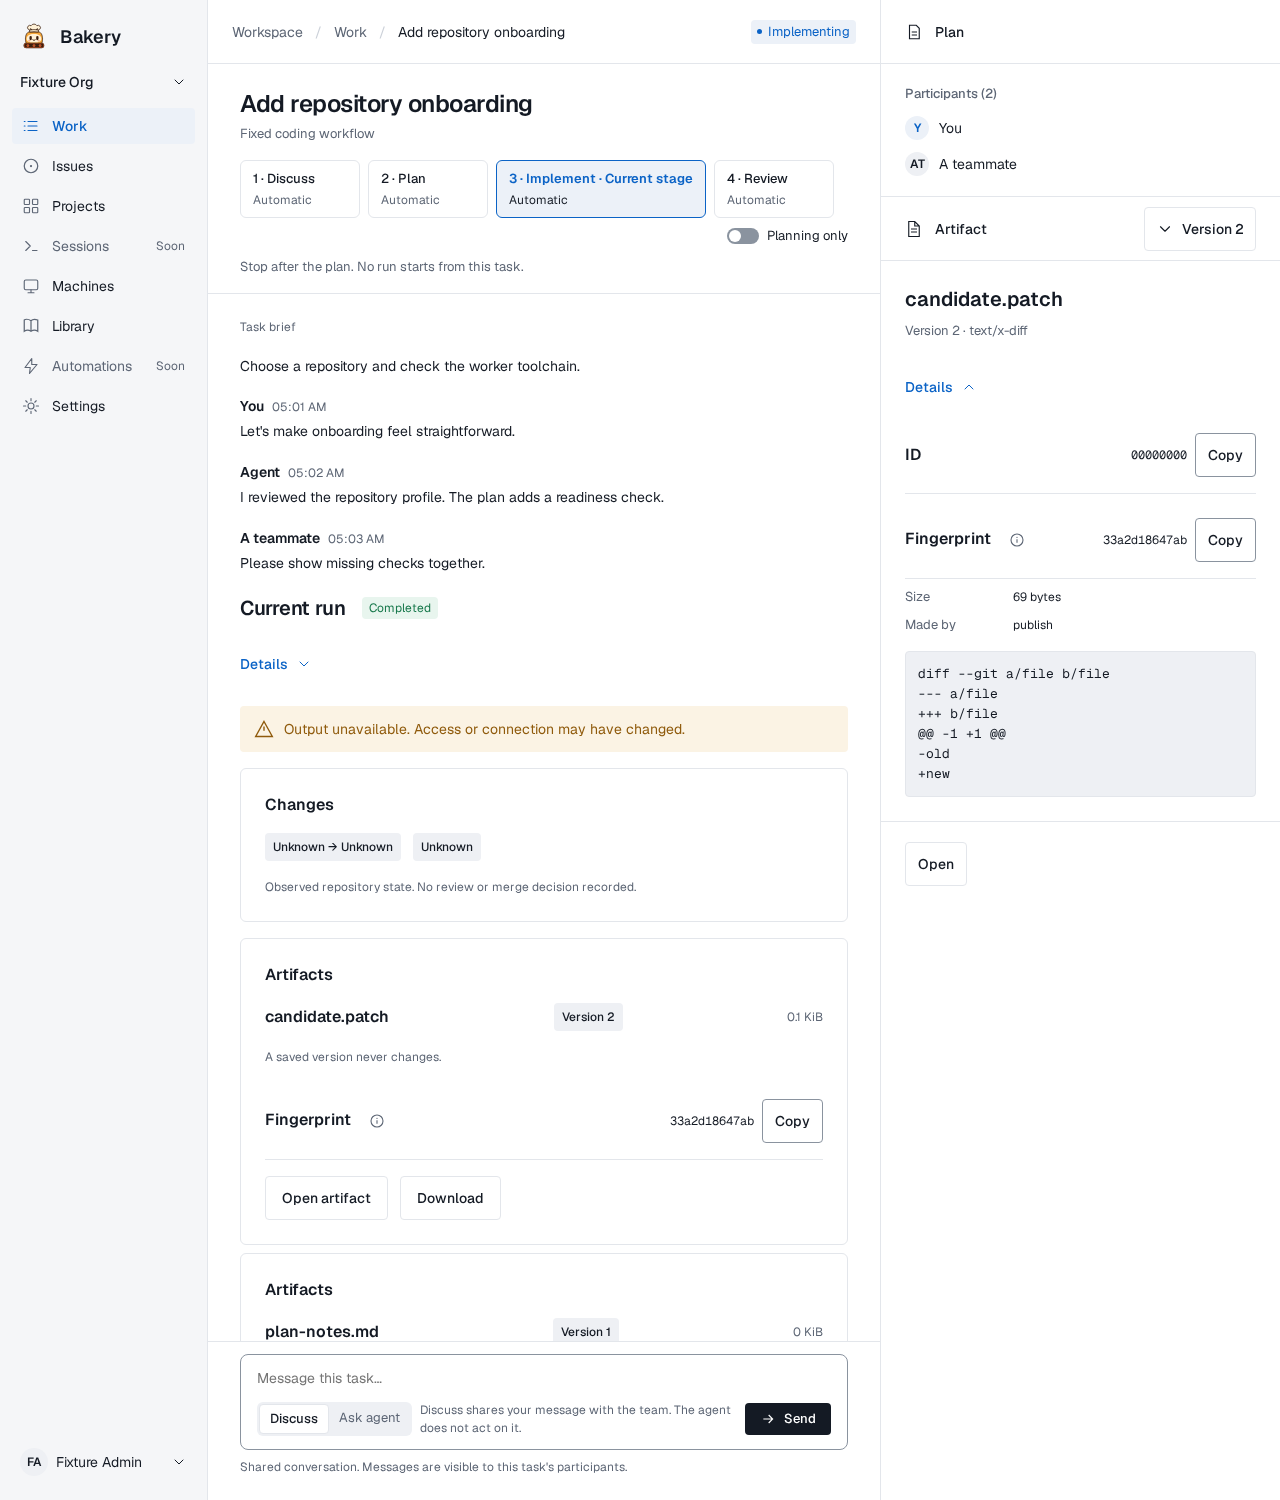 Bakery
Fixture Org
Work
Issues
Projects
Sessions Soon
Machines
Library
Automations Soon
Settings
FA Fixture Admin
Workspace / Work / Add repository onboarding
Implementing
Add repository onboarding
Fixed coding workflow
1 · Discuss
Automatic
2 · Plan
Automatic
3 · Implement · Current stage
Automatic
4 · Review
Automatic
Planning only
Stop after the plan. No run starts from this task.
Task brief
Choose a repository and check the worker toolchain.
You 05:01 AM
Let's make onboarding feel straightforward.
Agent 05:02 AM
I reviewed the repository profile. The plan adds a readiness check.
A teammate 05:03 AM
Please show missing checks together.
Current run Completed
Details
Output unavailable. Access or connection may have changed.
Changes
Unknown → Unknown Unknown
Observed repository state. No review or merge decision recorded.
Artifacts
candidate.patch Version 2 0.1 KiB
A saved version never changes.
Fingerprint 33a2d18647ab Copy
Open artifact Download
Artifacts
plan-notes.md Version 1 0 KiB
Message this task…
Discuss Ask agent
Discuss shares your message with the team. The agent
does not act on it.
Send
Shared conversation. Messages are visible to this task's participants.
Plan
Participants (2)
Y You
AT A teammate
Artifact Version 2
candidate.patch
Version 2 · text/x-diff
Details
ID 00000000 Copy
Fingerprint 33a2d18647ab Copy
Size 69 bytes
Made by publish
diff --git a/file b/file
--- a/file
+++ b/file
@@ -1 +1 @@
-old
+new
Open